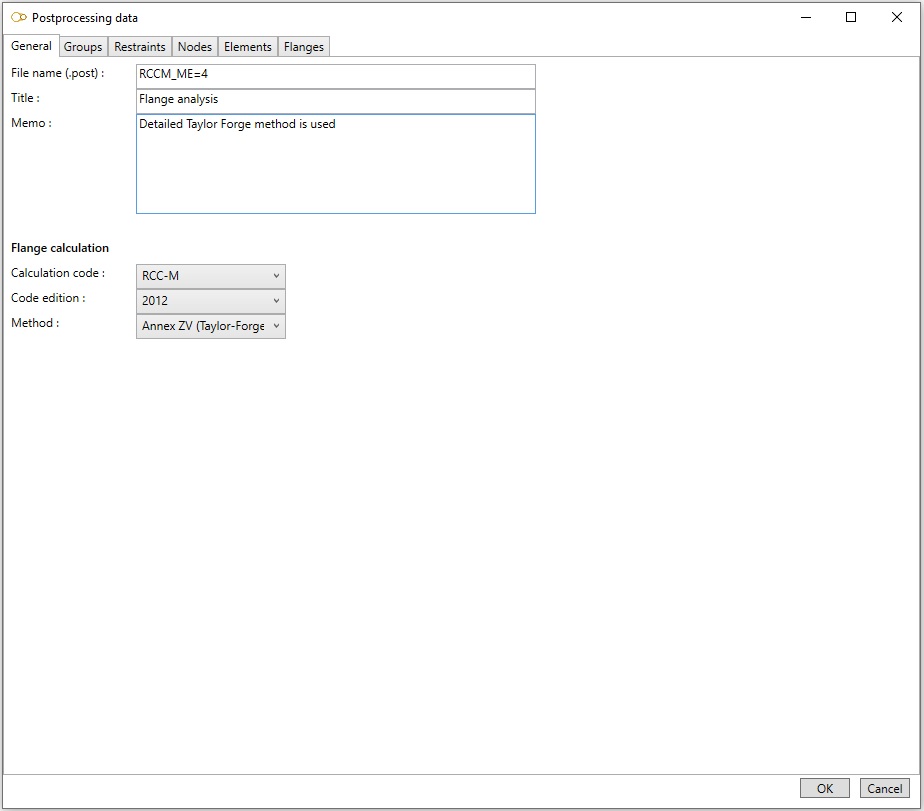 Postprocessing data
General Groups Restraints Nodes Elements Flanges
File name (.post) : RCCM_ME=4
Title : Flange analysis
Memo : Detailed Taylor Forge method is used
Flange calculation
Calculation code : RCC-M
Code edition : 2012
Method : Annex ZV (Taylor-Forge
OK Cancel